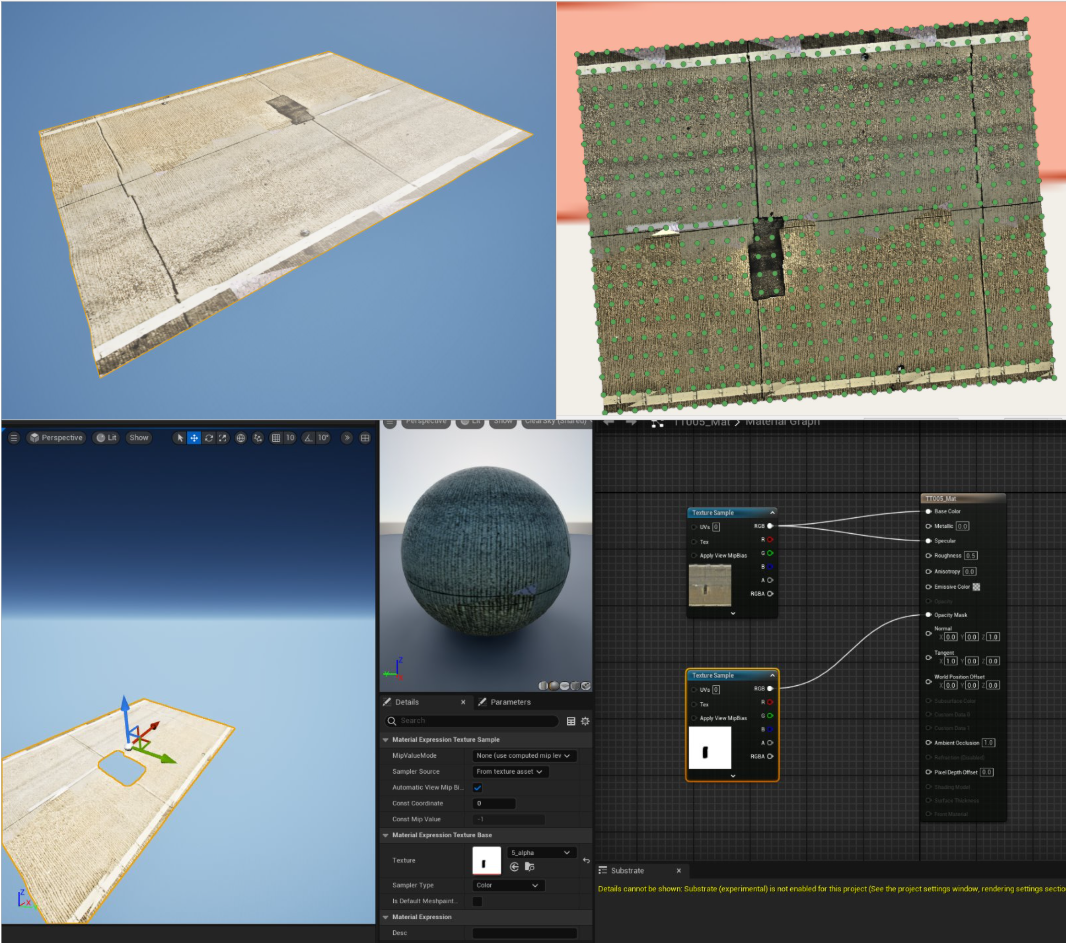 Perspective
Lit
Show
10
10°
Perspective
Lit
Show
TT005_Mat > Material Graph
Texture Sample
UVs 0
RGB
Tex
R
Apply View MipBias
G
B
A
RGBA
TT005_Mat
Base Color
Metallic 0.0
Specular
Roughness 0.5
Anisotropy 0.0
Emissive Color
Opacity
Opacity Mask
Normal
X 0.0 Y 0.0 Z 1.0
Tangent
X 1.0 Y 0.0 Z 0.0
World Position Offset
X 0.0 Y 0.0 Z 0.0
Subsurface Color
Custom Data 0
Custom Data 1
Ambient Occlusion 1.0
Refraction (Disabled)
Pixel Depth Offset 0.0
Shading Model
Surface Thickness
Front Material
Texture Sample
UVs 0
RGB
Tex
R
Apply View MipBias
G
B
A
RGBA
Details
Parameters
Search
Material Expression Texture Sample
MipValueMode
None (use computed mip lev
Sampler Source
From texture asset
Automatic View Mip Bi...
Const Coordinate
0
Const Mip Value
-1
Material Expression Texture Base
Texture
5_alpha
Sampler Type
Color
Is Default Meshpaint...
Material Expression
Desc
Substrate
Details cannot be shown: Substrate (experimental) is not enabled for this project (See the project settings window, rendering settings sectio
Z
X
Z